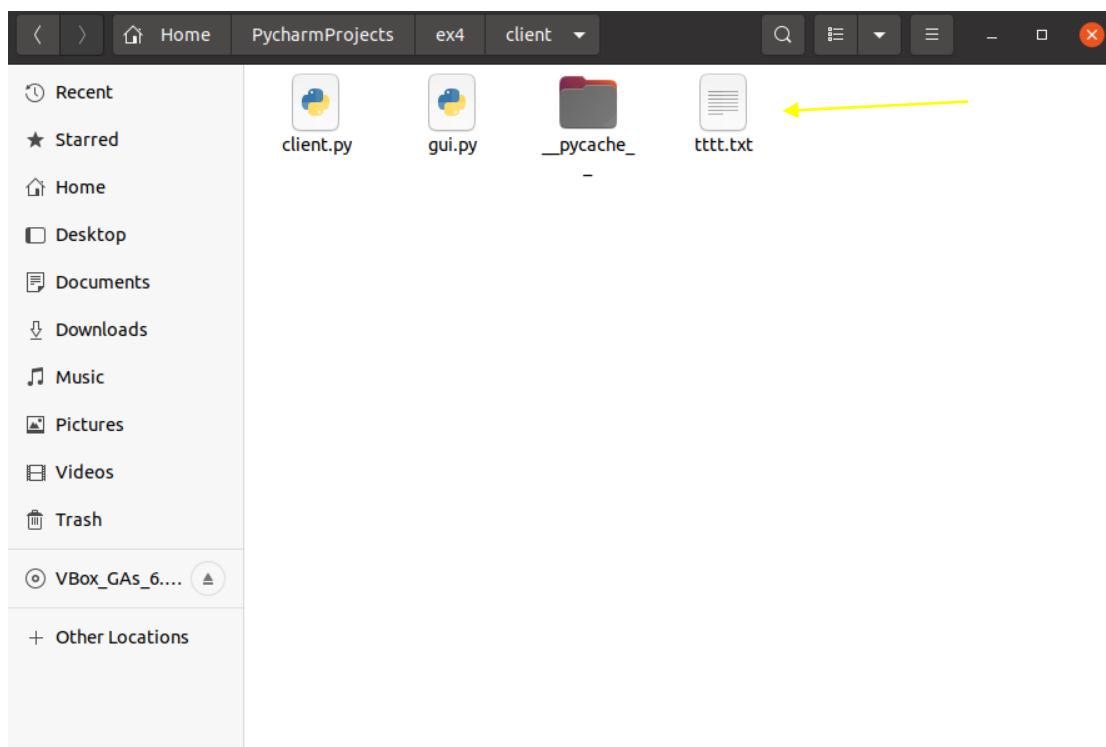 Home PycharmProjects ex4 client
Recent
Starred
Home
Desktop
Documents
Downloads
Music
Pictures
Videos
Trash
VBox_GAs_6....
Other Locations
client.py gui.py __pycache_ tttt.txt
_